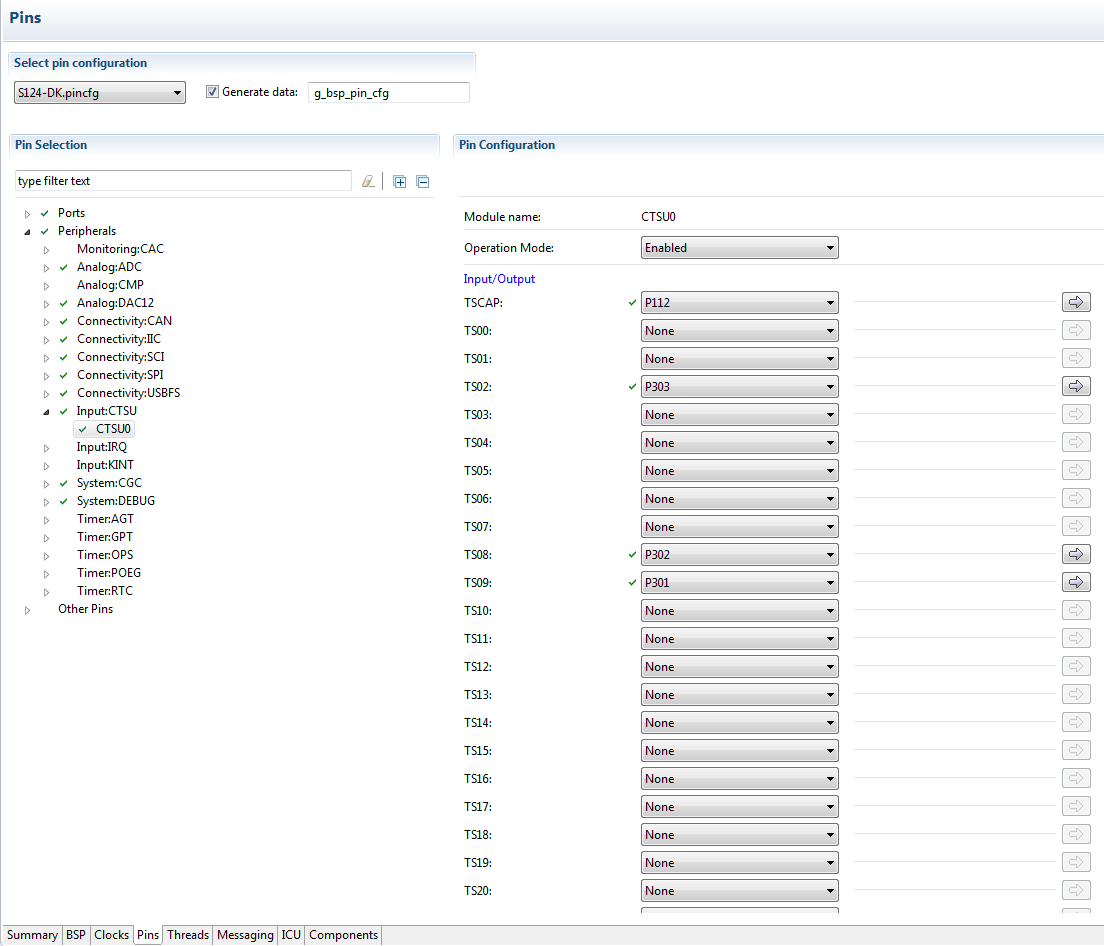 Pins
Select pin configuration
S124-DK.pincfg
Generate data:
g_bsp_pin_cfg
Pin Selection
type filter text
Ports
Peripherals
Monitoring:CAC
Analog:ADC
Analog:CMP
Analog:DAC12
Connectivity:CAN
Connectivity:IIC
Connectivity:SCI
Connectivity:SPI
Connectivity:USBFS
Input:CTSU
CTSU0
Input:IRQ
Input:KINT
System:CGC
System:DEBUG
Timer:AGT
Timer:GPT
Timer:OPS
Timer:POEG
Timer:RTC
Other Pins
Pin Configuration
Module name: CTSU0
Operation Mode: Enabled
Input/Output
TSCAP: P112
TS00: None
TS01: None
TS02: P303
TS03: None
TS04: None
TS05: None
TS06: None
TS07: None
TS08: P302
TS09: P301
TS10: None
TS11: None
TS12: None
TS13: None
TS14: None
TS15: None
TS16: None
TS17: None
TS18: None
TS19: None
TS20: None
Summary BSP Clocks Pins Threads Messaging ICU Components